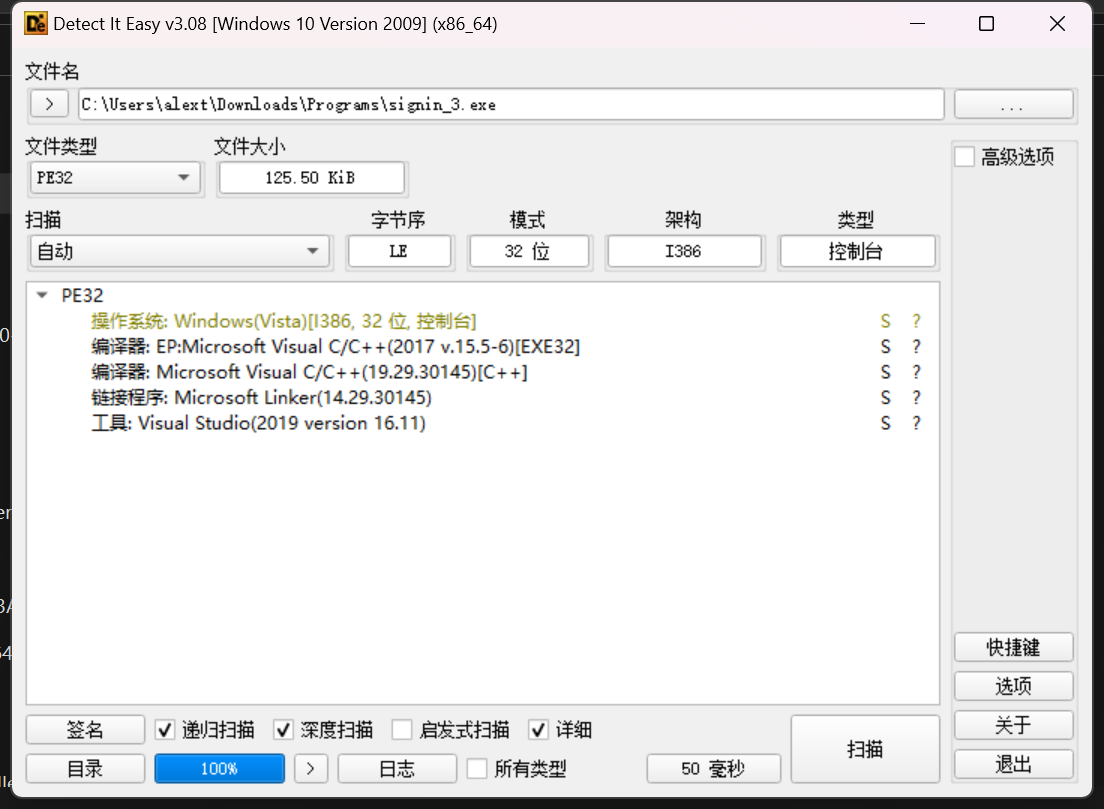 Detect It Easy v3.08 [Windows 10 Version 2009] (x86_64)
文件名
> C:\Users\alext\Downloads\Programs\signin_3.exe ...
文件类型 文件大小 高级选项
PE32 125.50 KiB
扫描 字节序 模式 架构 类型
自动 LE 32 位 I386 控制台
PE32
操作系统: Windows(Vista)[I386, 32 位, 控制台] S ?
编译器: EP:Microsoft Visual C/C++(2017 v.15.5-6)[EXE32] S ?
编译器: Microsoft Visual C/C++(19.29.30145)[C++] S ?
链接程序: Microsoft Linker(14.29.30145) S ?
工具: Visual Studio(2019 version 16.11) S ?
快捷键
选项
签名 递归扫描 深度扫描 启发式扫描 详细 扫描 关于
目录 100% > 日志 所有类型 50 毫秒 退出